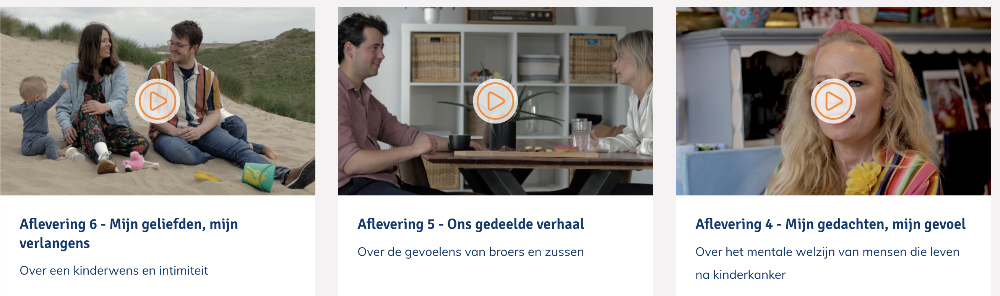 Aflevering 6 - Mijn geliefden, mijn
verlangens
Over een kinderwens en intimiteit
Aflevering 5 - Ons gedeelde verhaal
Over de gevoelens van broers en zussen
Aflevering 4 - Mijn gedachten, mijn gevoel
Over het mentale welzijn van mensen die leven
na kinderkanker